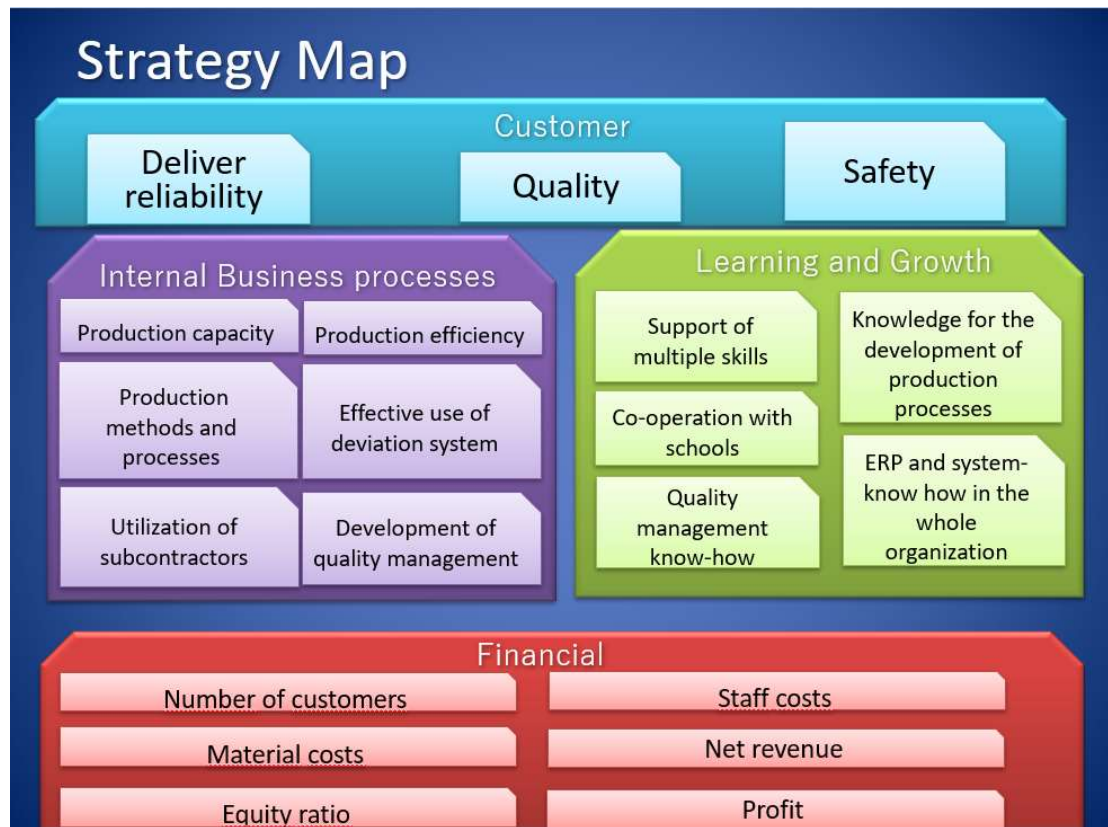 Strategy Map
Customer
Deliver
reliability
Quality
Safety
Internal Business processes
Production capacity
Production efficiency
Production
methods and
processes
Effective use of
deviation system
Utilization of
subcontractors
Development of
quality management
Learning and Growth
Support of
multiple skills
Knowledge for the
development of
production
processes
Co-operation with
schools
ERP and system-
know how in the
whole
organization
Quality
management
know-how
Financial
Number of customers
Staff costs
Material costs
Net revenue
Equity ratio
Profit